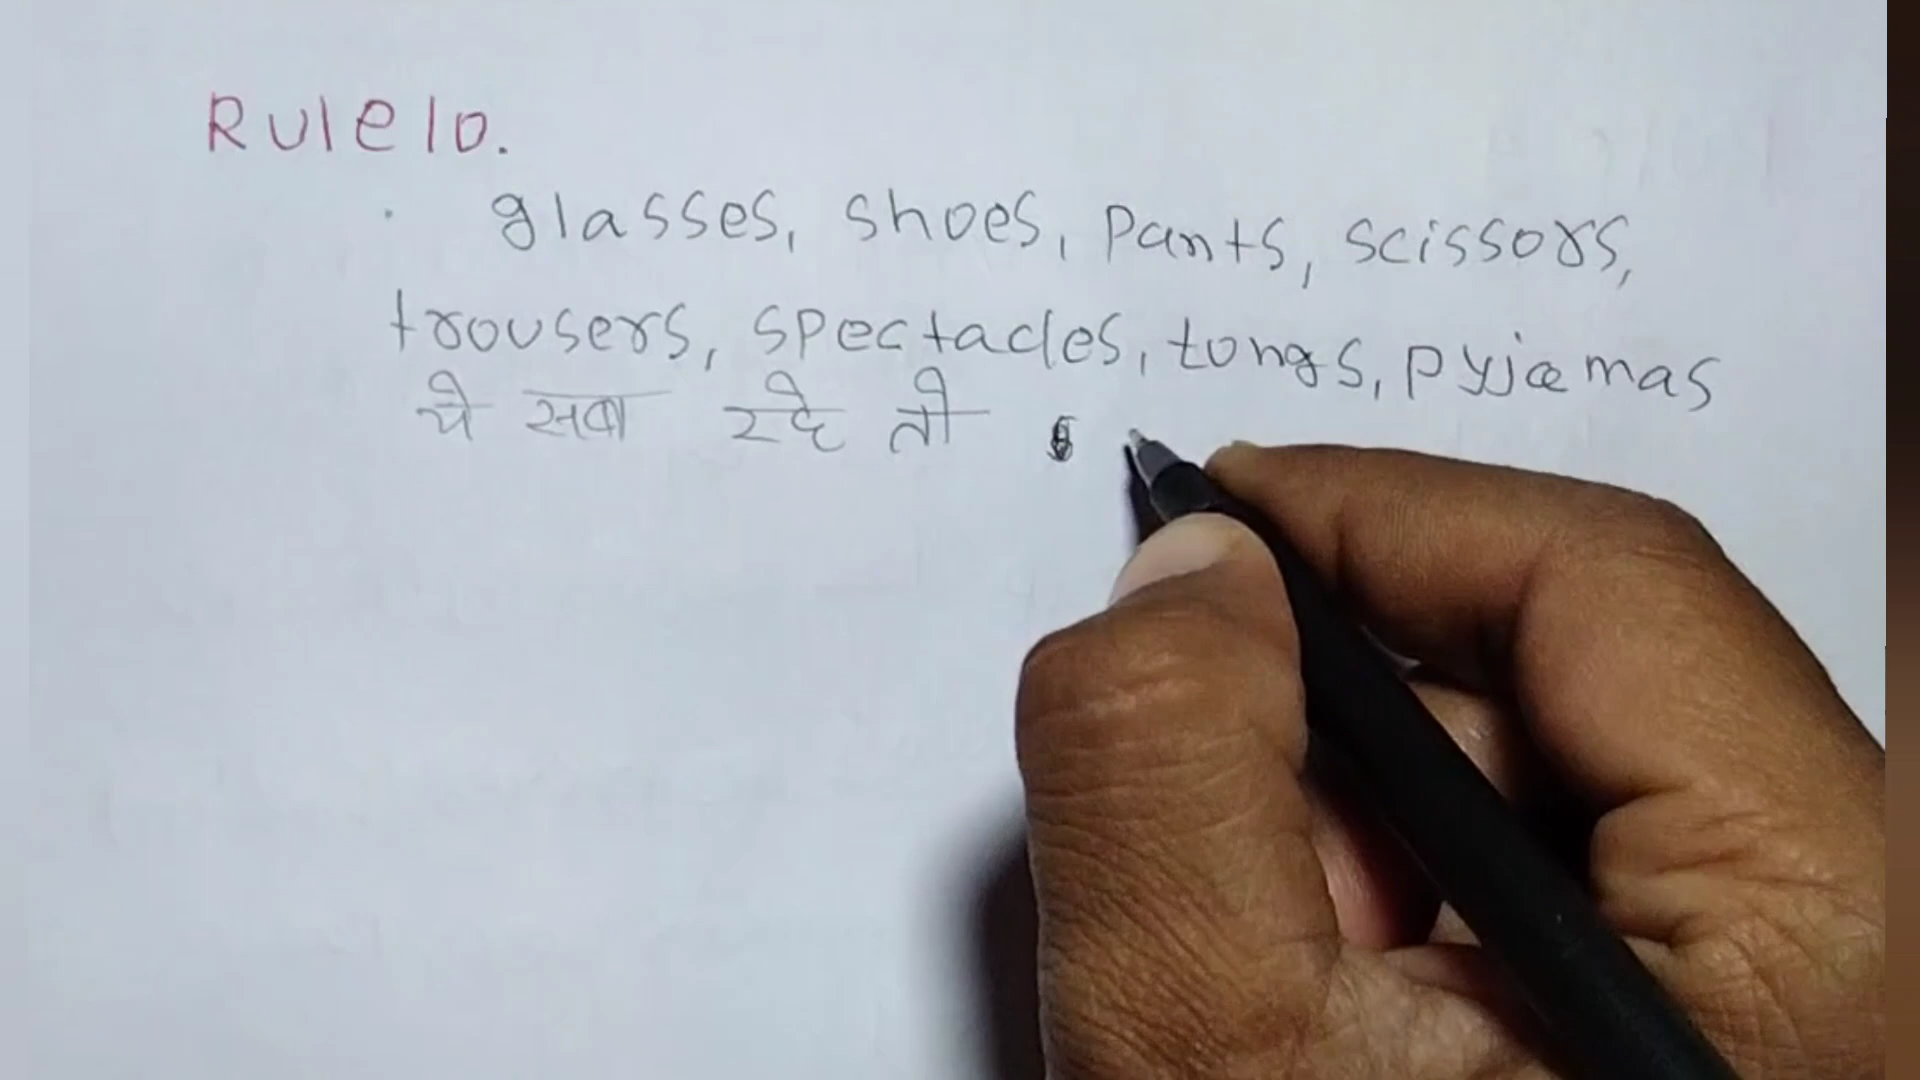 Rule 10.
glasses, shoes, Pants, scissors,
trousers, spectacles, tongs, pyjamas
ये सब रहे तो